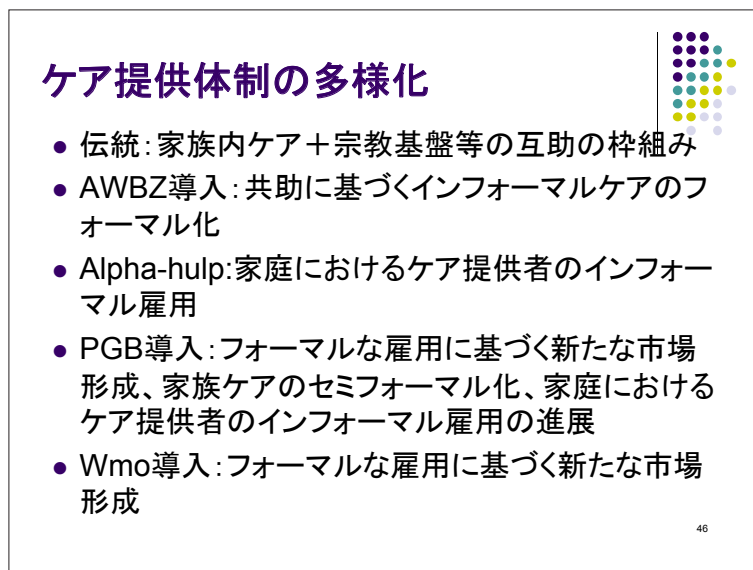 ケア提供体制の多様化
● 伝統：家族内ケア＋宗教基盤等の互助の枠組み
● AWBZ導入：共助に基づくインフォーマルケアのフ
ォーマル化
● Alpha-hulp:家庭におけるケア提供者のインフォー
マル雇用
● PGB導入：フォーマルな雇用に基づく新たな市場
形成、家族ケアのセミフォーマル化、家庭における
ケア提供者のインフォーマル雇用の進展
● Wmo導入：フォーマルな雇用に基づく新たな市場
形成
46